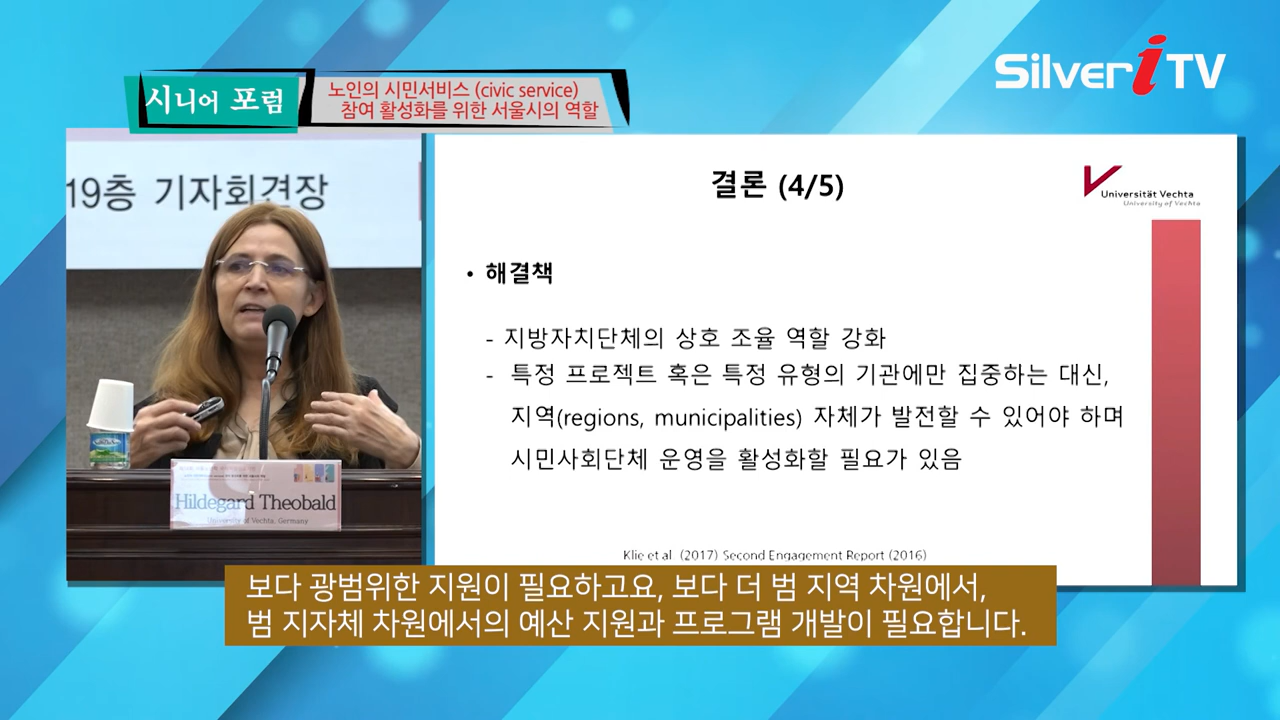 Silver i TV
시니어 포럼
노인의 시민서비스 (civic service)
참여 활성화를 위한 서울시의 역할
19층 기자회견장
결론 (4/5)
Universität Vechta
University of Vechta
• 해결책
- 지방자치단체의 상호 조율 역할 강화
- 특정 프로젝트 혹은 특정 유형의 기관에만 집중하는 대신,
지역(regions, municipalities) 자체가 발전할 수 있어야 하며
시민사회단체 운영을 활성화할 필요가 있음
Klie et al (2017) Second Engagement Report (2016)
Hildegard Theobald
University of Vechta, Germany
보다 광범위한 지원이 필요하고요, 보다 더 범 지역 차원에서,
범 지자체 차원에서의 예산 지원과 프로그램 개발이 필요합니다.